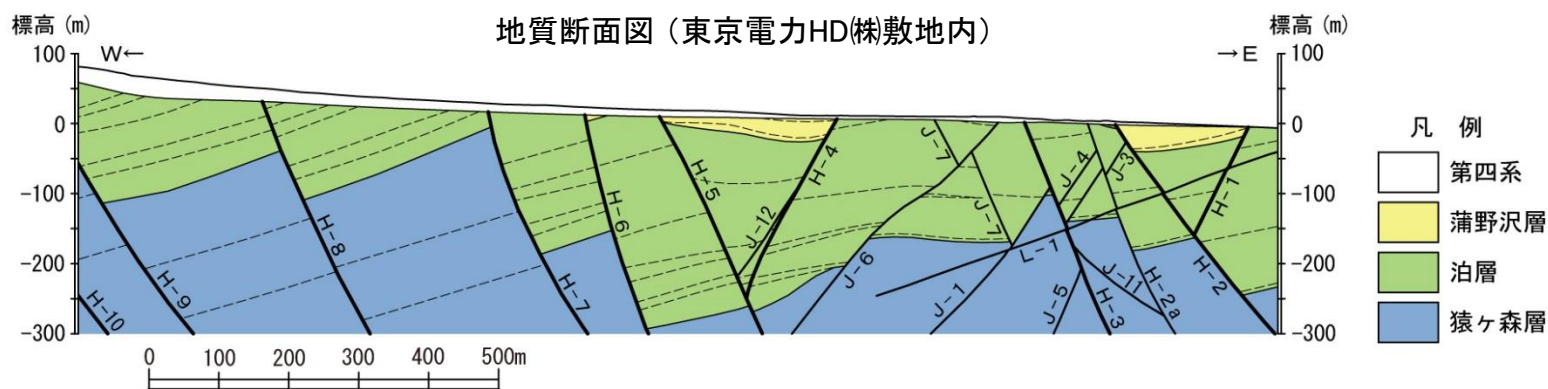 地質断面図（東京電力HD㈱敷地内）
標高（m）
標高（m）
W←
→E
100
0
-100
-200
-300
100
0
-100
-200
-300
H-10
H-9
H-8
H-7
H-6
H-5
J-12
H-4
J-6
J-7
J-7
J-1
L-1
J-5
H-3
J-11
J-4
J-3
H-2a
H-2
H-1
0 100 200 300 400 500m
凡 例
第四系
蒲野沢層
泊層
猿ヶ森層